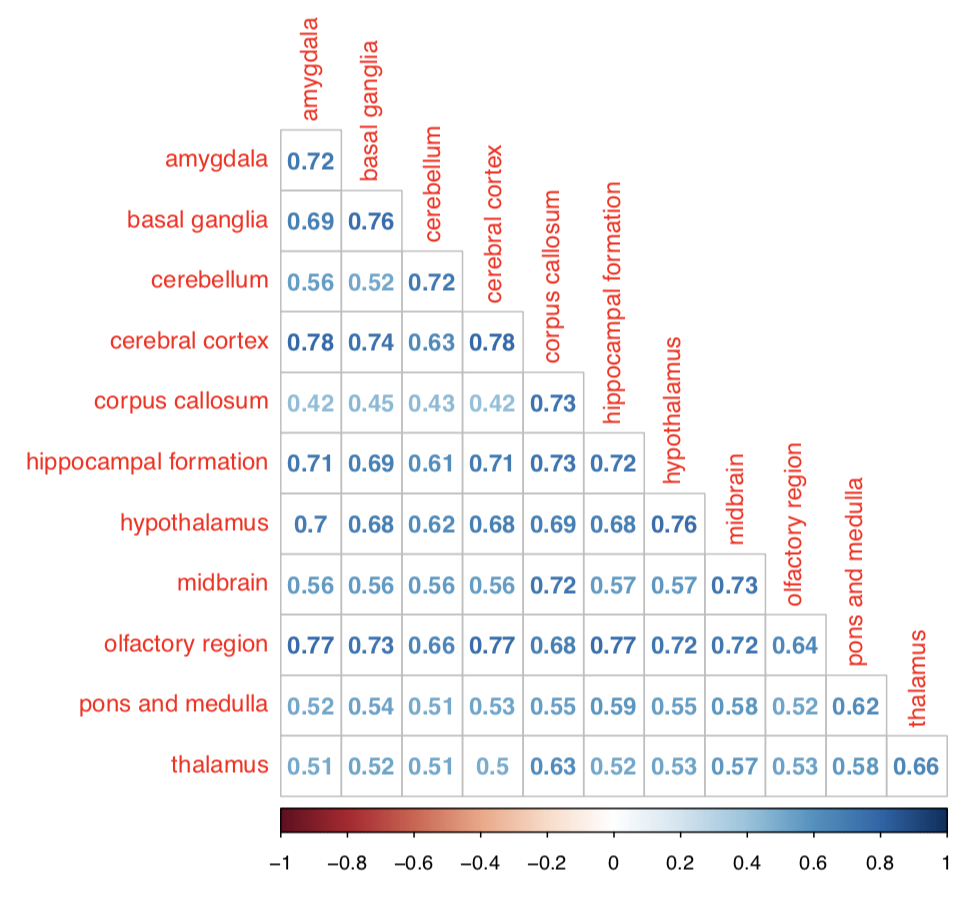 amygdala
basal ganglia
cerebellum
cerebral cortex
corpus callosum
hippocampal formation
hypothalamus
midbrain
olfactory region
pons and medulla
thalamus
amygdala 0.72
basal ganglia 0.69 0.76
cerebellum 0.56 0.52 0.72
cerebral cortex 0.78 0.74 0.63 0.78
corpus callosum 0.42 0.45 0.43 0.42 0.73
hippocampal formation 0.71 0.69 0.61 0.71 0.73 0.72
hypothalamus 0.7 0.68 0.62 0.68 0.69 0.68 0.76
midbrain 0.56 0.56 0.56 0.56 0.72 0.57 0.57 0.73
olfactory region 0.77 0.73 0.66 0.77 0.68 0.77 0.72 0.72 0.64
pons and medulla 0.52 0.54 0.51 0.53 0.55 0.59 0.55 0.58 0.52 0.62
thalamus 0.51 0.52 0.51 0.5 0.63 0.52 0.53 0.57 0.53 0.58 0.66
−1 −0.8 −0.6 −0.4 −0.2 0 0.2 0.4 0.6 0.8 1